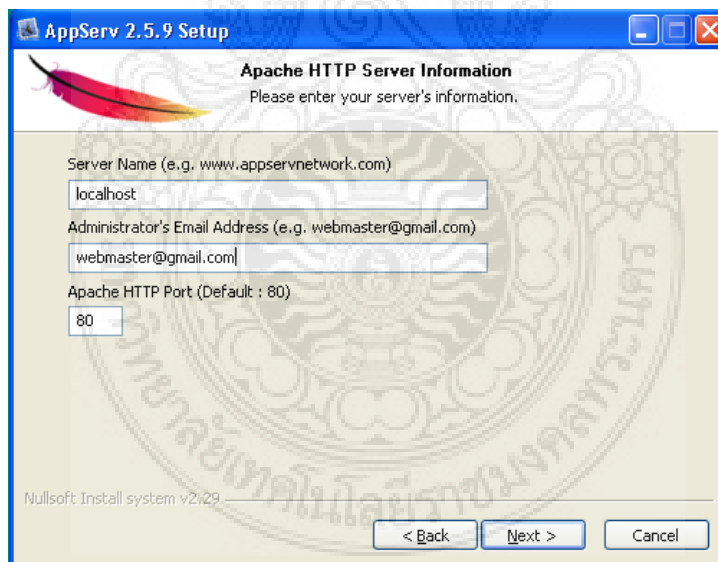 AppServ 2.5.9 Setup
Apache HTTP Server Information
Please enter your server's information.
Server Name (e.g. www.appservnetwork.com)
localhost
Administrator's Email Address (e.g. webmaster@gmail.com)
webmaster@gmail.com
Apache HTTP Port (Default : 80)
80
Nullsoft Install system v2.29
< Back Next > Cancel